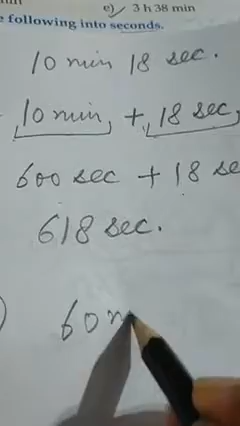 e) 3 h 38 min
following into seconds.
10 min 18 sec.
10 min + 18 sec
600 sec + 18 se
618 sec.
60